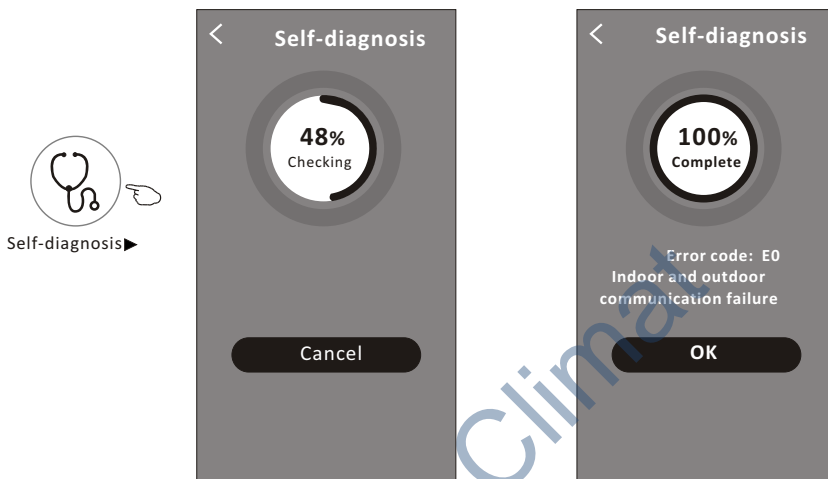 Self-diagnosis▶
Self-diagnosis
48%
Checking
Cancel
Self-diagnosis
100%
Complete
Error code: E0
Indoor and outdoor
communication failure
OK
Climat